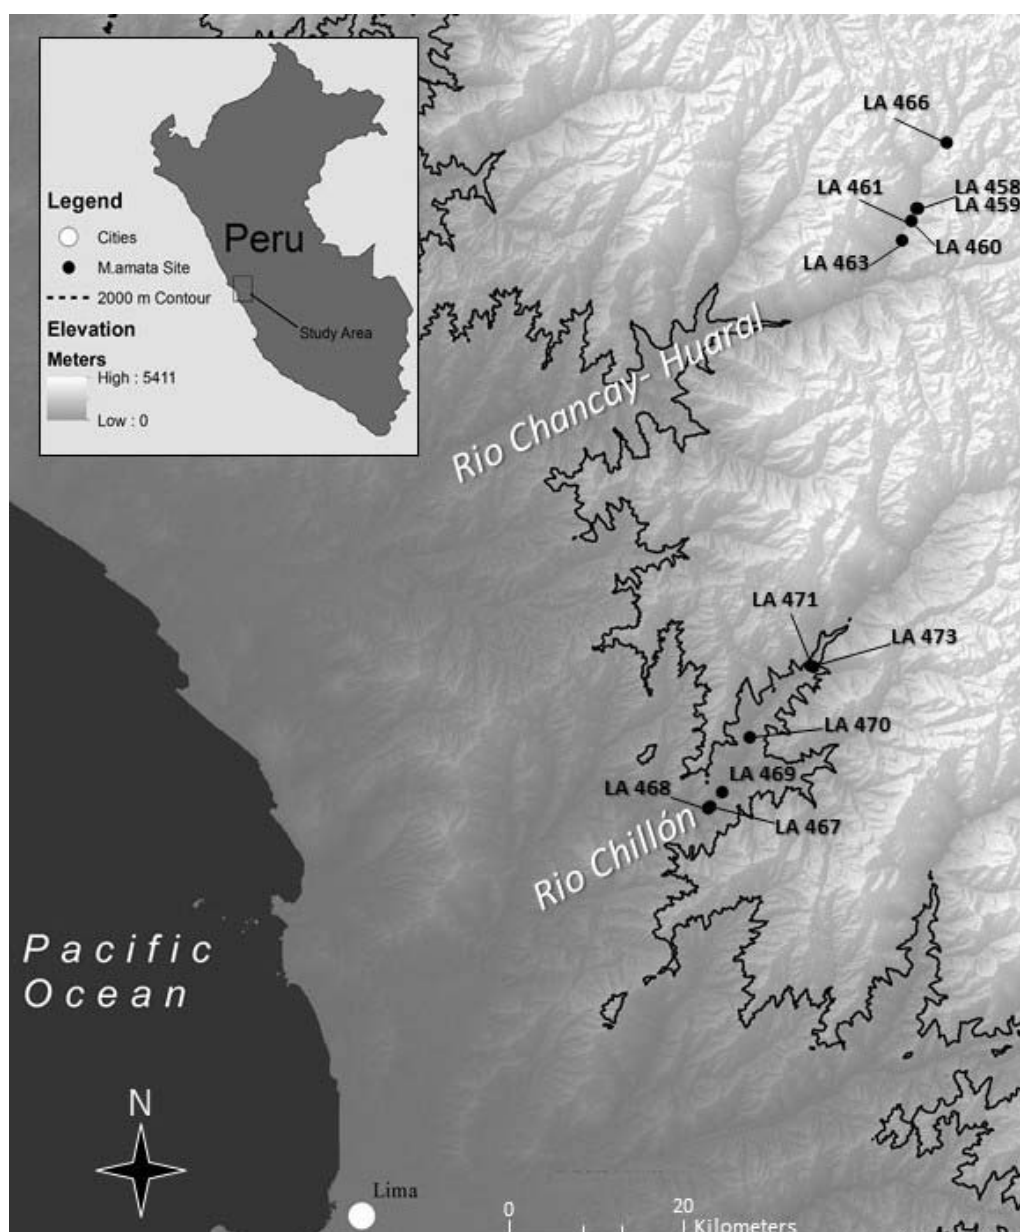 Legend
Cities
M.amata Site
2000 m Contour
Elevation
Meters
High : 5411
Low : 0
Peru
Study Area
LA 466
LA 461
LA 458
LA 459
LA 460
LA 463
Rio Chancay- Huaral
LA 471
LA 473
LA 470
LA 469
LA 468
LA 467
Rio Chillón
Pacific
Ocean
N
Lima
0
20
Kilometers